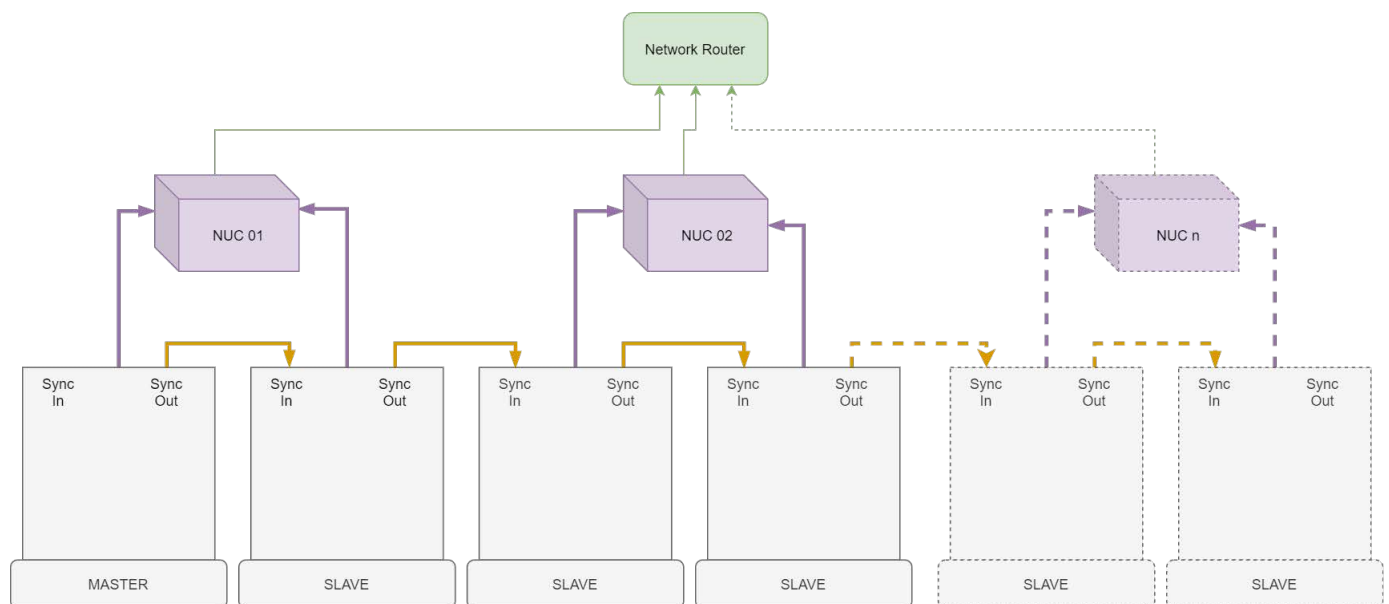 Network Router
NUC 01
NUC 02
NUC n
Sync
In
Sync
Out
Sync
In
Sync
Out
Sync
In
Sync
Out
Sync
In
Sync
Out
Sync
In
Sync
Out
Sync
In
Sync
Out
MASTER
SLAVE
SLAVE
SLAVE
SLAVE
SLAVE